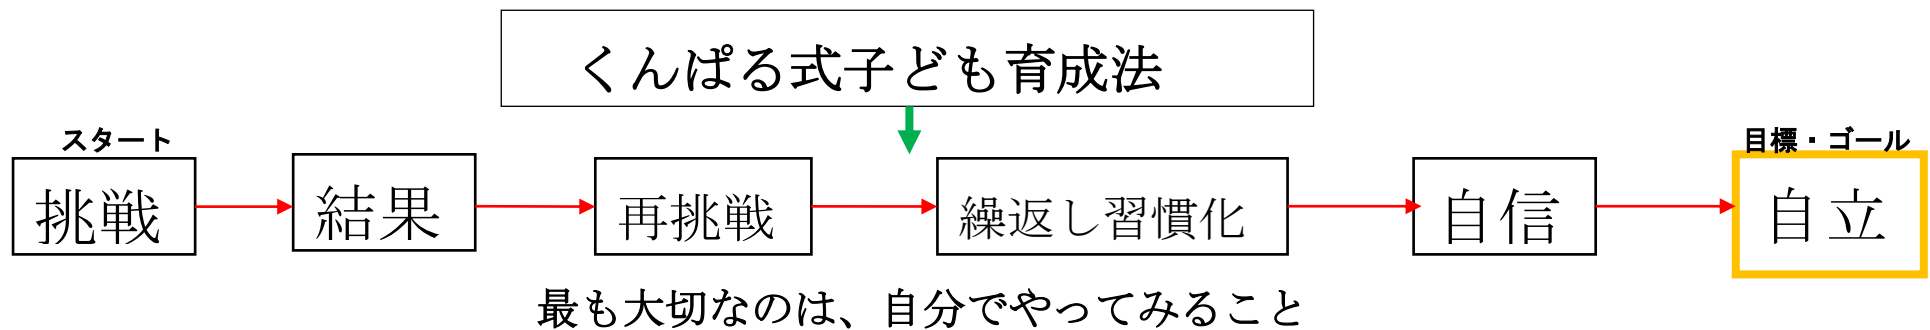 くんぱる式子ども育成法
スタート
目標・ゴール
挑戦
結果
再挑戦
繰返し習慣化
自信
自立
最も大切なのは、自分でやってみること